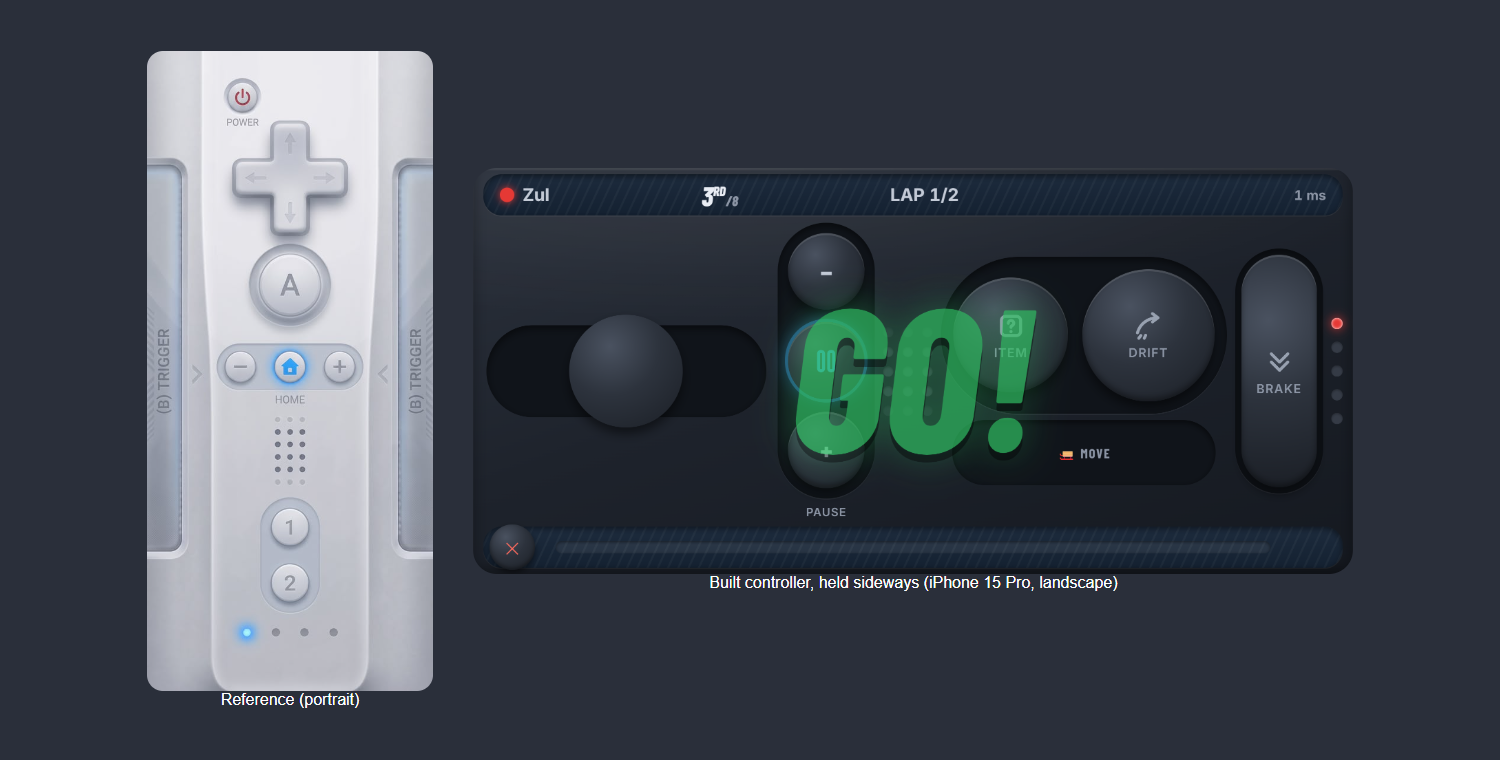 POWER
A
(B) TRIGGER
(B) TRIGGER
HOME
1
2
Reference (portrait)
Zul
3RD/8
LAP 1/2
1 ms
-
+
PAUSE
GO!
ITEM
DRIFT
BRAKE
MOVE
Built controller, held sideways (iPhone 15 Pro, landscape)